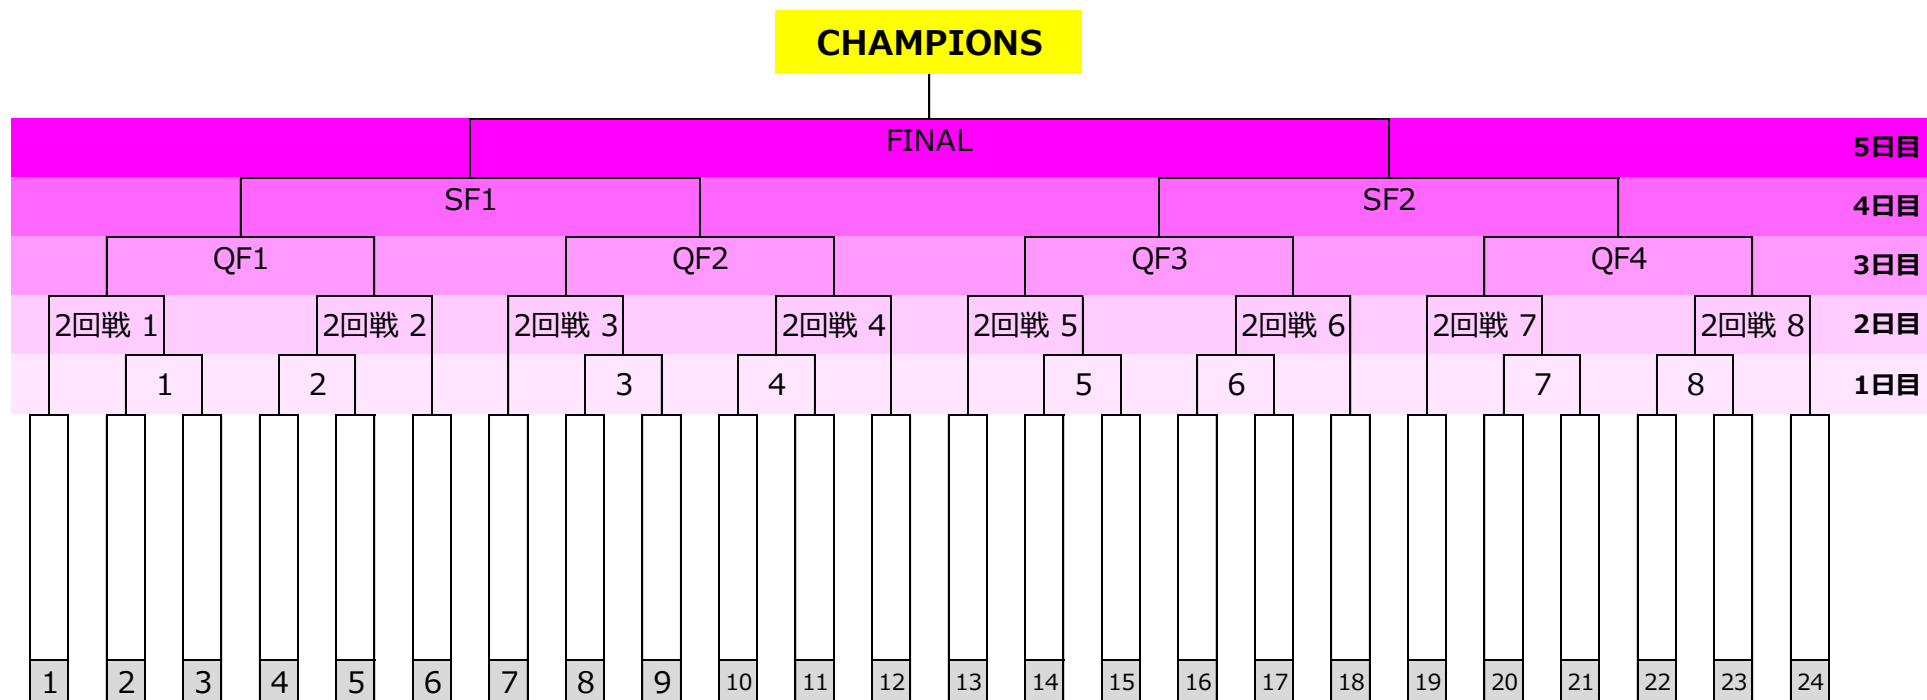 CHAMPIONS
FINAL 5日目
SF1 SF2 4日目
QF1 QF2 QF3 QF4 3日目
2回戦 1 2回戦 2 2回戦 3 2回戦 4 2回戦 5 2回戦 6 2回戦 7 2回戦 8 2日目
1 2 3 4 5 6 7 8 1日目
1 2 3 4 5 6 7 8 9 10 11 12 13 14 15 16 17 18 19 20 21 22 23 24